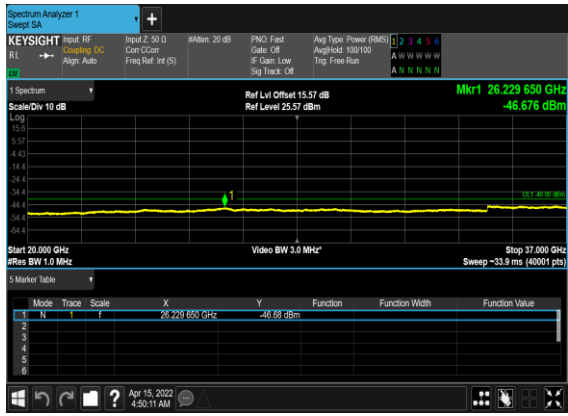 Spectrum Analyzer 1
Swept SA
+
KEYSIGHT Input: RF Input Z: 50 Ω #Atten: 20 dB PNO: Fast Avg Type: Power (RMS) 1 2 3 4 5 6
RL Coupling: DC Corr CCorr Gate: Off Avg|Hold: 100/100 A W W W W W
Align: Auto Freq Ref: Int (S) IF Gain: Low Trig: Free Run
Sig Track: Off A N N N N N
1 Spectrum
Scale/Div 10 dB
Ref Lvl Offset 15.57 dB
Ref Level 25.57 dBm
Mkr1 26.229 650 GHz
-46.676 dBm
Log
15.6
5.57
-4.43
-14.4
-24.4
-34.4
-44.4
-54.4
-64.4
1
DL1 -40.00 dBm
Start 20.000 GHz Video BW 3.0 MHz* Stop 37.000 GHz
#Res BW 1.0 MHz Sweep ~33.9 ms (40001 pts)
5 Marker Table
Mode Trace Scale X Y Function Function Width Function Value
1 N 1 f 26.229 650 GHz -46.68 dBm
2
3
4
5
6
? Apr 15, 2022
4:50:11 AM